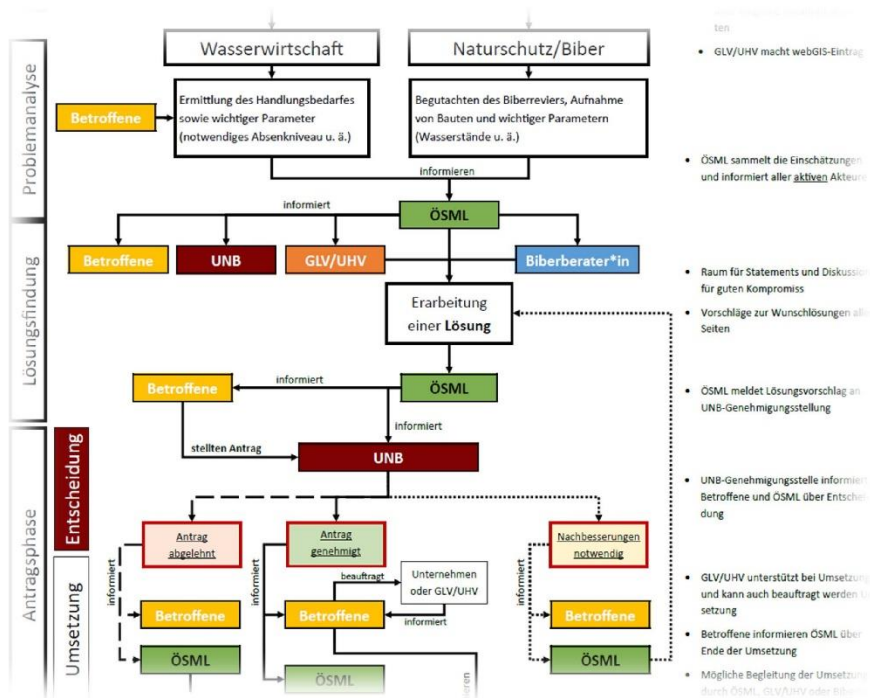 ten
Wasserwirtschaft
Naturschutz/Biber
GLV/UHV macht webGIS-Eintrag
Problemanalyse
Betroffene
Ermittlung des Handlungsbedarfes
sowie wichtiger Parameter
(notwendiges Absenkniveau u. ä.)
Begutachten des Biberreviers, Aufnahme
von Bauten und wichtiger Parametern
(Wasserstände u. ä.)
informieren
ÖSML sammelt die Einschätzungen
und informiert aller aktiven Akteure
informiert
ÖSML
Lösungsfindung
Betroffene
UNB
GLV/UHV
Biberberater*in
Erarbeitung
einer Lösung
Raum für Statements und Diskussion
für guten Kompromiss
Vorschläge zur Wunschlösungen
Seiten
Betroffene
informiert
ÖSML
ÖSML meldet Lösungsvorschlag an
UNB-Genehmigungsstellung
informiert
stellten Antrag
UNB
Antragsphase
Entscheidung
UNB-Genehmigungsstelle informiert
Betroffene und ÖSML über Entschei-
dung
Antrag
abgelehnt
Antrag
genehmigt
Nachbesserungen
notwendig
Umsetzung
informiert
Betroffene
ÖSML
informiert
beauftragt
Unternehmen
oder GLV/UHV
Betroffene
informiert
ÖSML
informiert
Betroffene
ÖSML
GLV/UHV unterstützt bei Umsetzung
und kann auch beauftragt werden
setzung
Betroffene informieren ÖSML über
Ende der Umsetzung
Mögliche Begleitung der Umsetzung
durch ÖSML, GLV/UHV oder